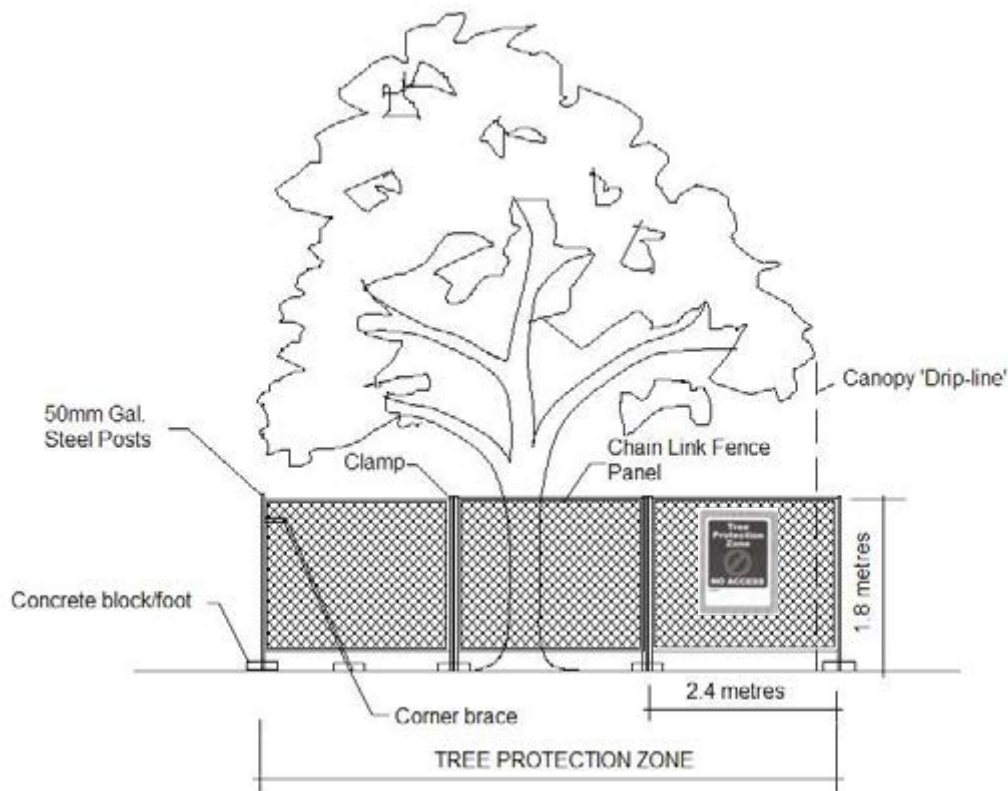 Canopy 'Drip-line'
50mm Gal.
Steel Posts
Clamp
Chain Link Fence
Panel
Tree
Protection
Zone
NO ACCESS
Concrete block/foot
1.8 metres
2.4 metres
Corner brace
TREE PROTECTION ZONE